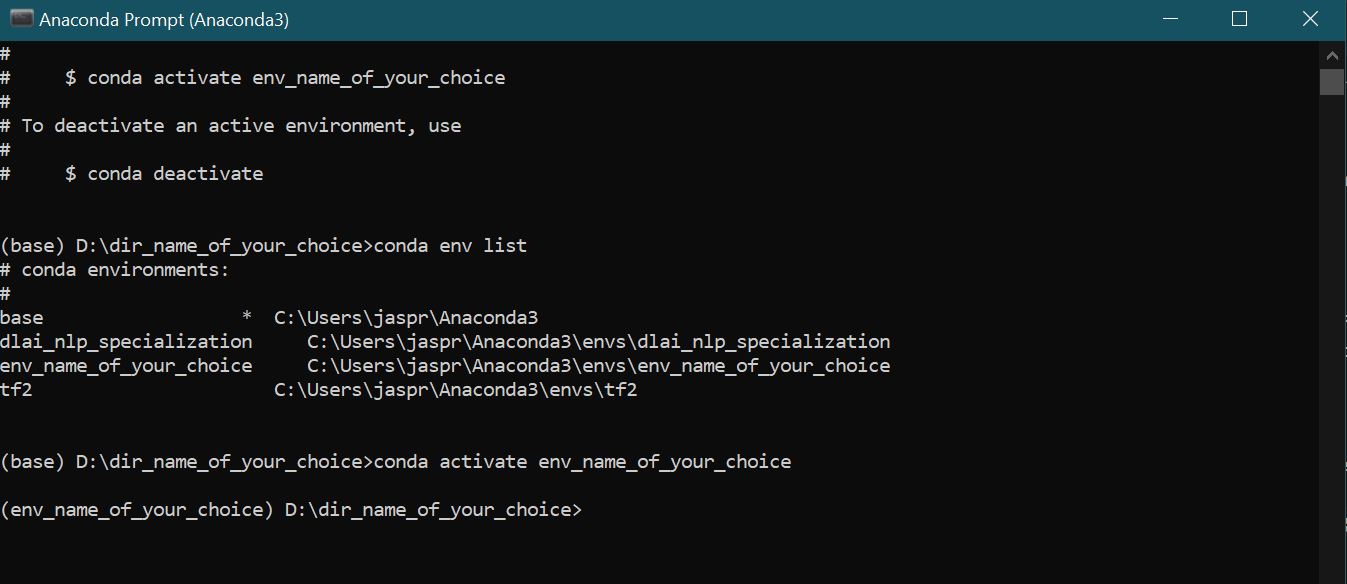 Anaconda Prompt (Anaconda3)
#
#     $ conda activate env_name_of_your_choice
#
# To deactivate an active environment, use
#
#     $ conda deactivate
(base) D:\dir_name_of_your_choice>conda env list
# conda environments:
#
base                  *  C:\Users\jaspr\Anaconda3
dlai_nlp_specialization     C:\Users\jaspr\Anaconda3\envs\dlai_nlp_specialization
env_name_of_your_choice     C:\Users\jaspr\Anaconda3\envs\env_name_of_your_choice
tf2                      C:\Users\jaspr\Anaconda3\envs\tf2
(base) D:\dir_name_of_your_choice>conda activate env_name_of_your_choice
(env_name_of_your_choice) D:\dir_name_of_your_choice>